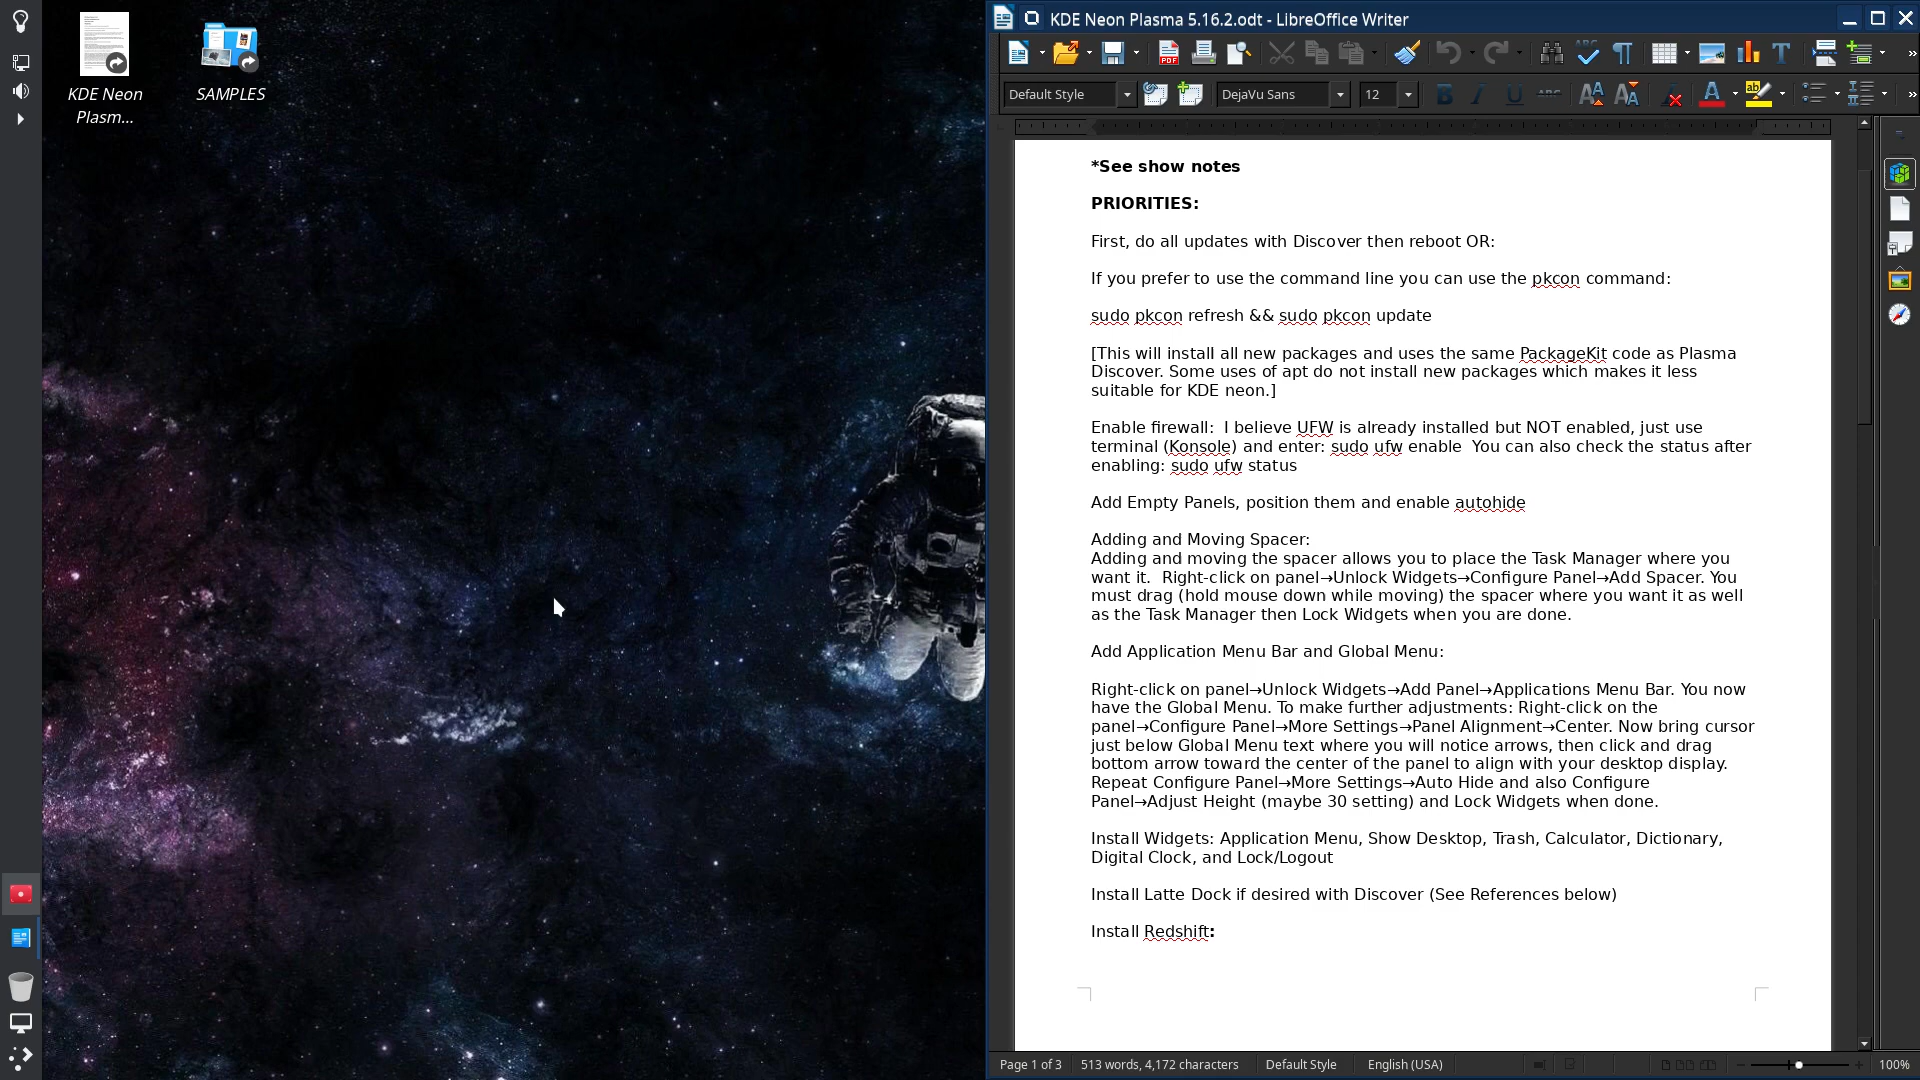 KDE Neon
Plasm...
SAMPLES
KDE Neon Plasma 5.16.2.odt - LibreOffice Writer
Default Style
DejaVu Sans
12
*See show notes
PRIORITIES:
First, do all updates with Discover then reboot OR:
If you prefer to use the command line you can use the pkcon command:
sudo pkcon refresh && sudo pkcon update
[This will install all new packages and uses the same PackageKit code as Plasma
Discover. Some uses of apt do not install new packages which makes it less
suitable for KDE neon.]
Enable firewall:  I believe UFW is already installed but NOT enabled, just use
terminal (Konsole) and enter: sudo ufw enable  You can also check the status after
enabling: sudo ufw status
Add Empty Panels, position them and enable autohide
Adding and Moving Spacer:
Adding and moving the spacer allows you to place the Task Manager where you
want it.  Right-click on panel→Unlock Widgets→Configure Panel→Add Spacer. You
must drag (hold mouse down while moving) the spacer where you want it as well
as the Task Manager then Lock Widgets when you are done.
Add Application Menu Bar and Global Menu:
Right-click on panel→Unlock Widgets→Add Panel→Applications Menu Bar. You now
have the Global Menu. To make further adjustments: Right-click on the
panel→Configure Panel→More Settings→Panel Alignment→Center. Now bring cursor
just below Global Menu text where you will notice arrows, then click and drag
bottom arrow toward the center of the panel to align with your desktop display.
Repeat Configure Panel→More Settings→Auto Hide and also Configure
Panel→Adjust Height (maybe 30 setting) and Lock Widgets when done.
Install Widgets: Application Menu, Show Desktop, Trash, Calculator, Dictionary,
Digital Clock, and Lock/Logout
Install Latte Dock if desired with Discover (See References below)
Install Redshift:
Page 1 of 3
513 words, 4,172 characters
Default Style
English (USA)
100%